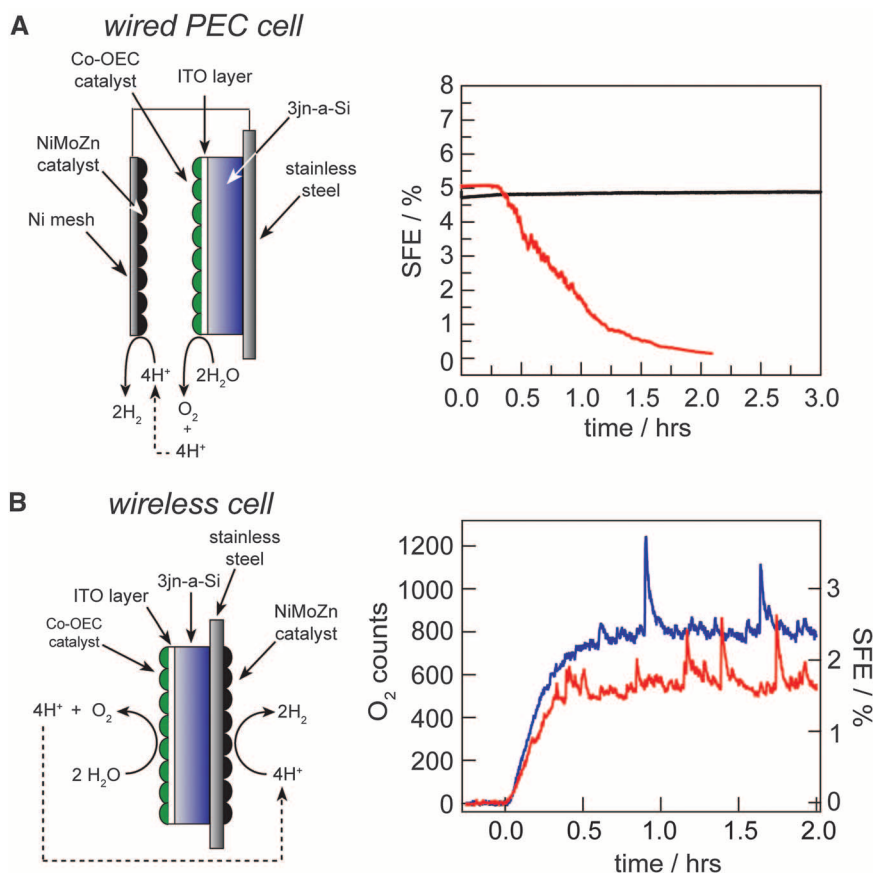 A
wired PEC cell
Co-OEC
catalyst
ITO layer
3jn-a-Si
NiMoZn
catalyst
stainless
steel
Ni mesh
4H⁺
2H₂O
2H₂
O₂
+
4H⁺
8
7
6
5
4
3
2
1
0
SFE / %
0.0 0.5 1.0 1.5 2.0 2.5 3.0
time / hrs
B
wireless cell
stainless
steel
3jn-a-Si
ITO layer
NiMoZn
catalyst
Co-OEC
catalyst
4H⁺ + O₂
2H₂
2 H₂O
4H⁺
1200
1000
800
600
400
200
0
O₂ counts
3
2
1
0
SFE / %
0.0 0.5 1.0 1.5 2.0
time / hrs